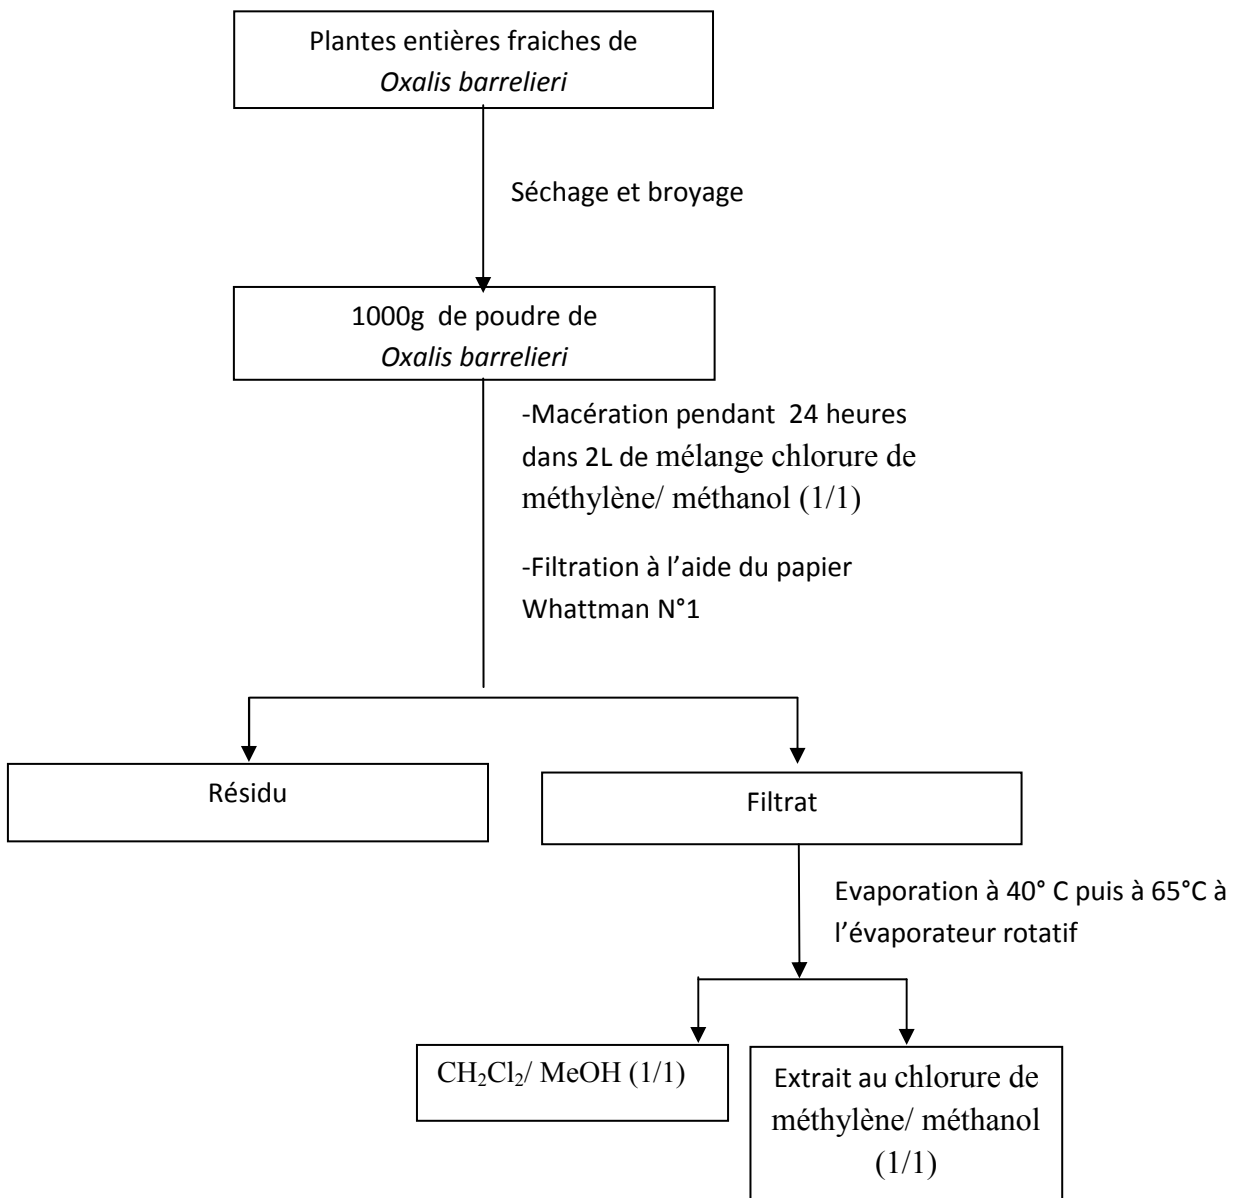 Plantes entières fraiches de
Oxalis barrelieri
Séchage et broyage
1000g de poudre de
Oxalis barrelieri
-Macération pendant 24 heures
dans 2L de mélange chlorure de
méthylène/ méthanol (1/1)
-Filtration à l’aide du papier
Whattman N°1
Résidu
Filtrat
Evaporation à 40° C puis à 65°C à
l’évaporateur rotatif
CH₂Cl₂/ MeOH (1/1)
Extrait au chlorure de
méthylène/ méthanol
(1/1)